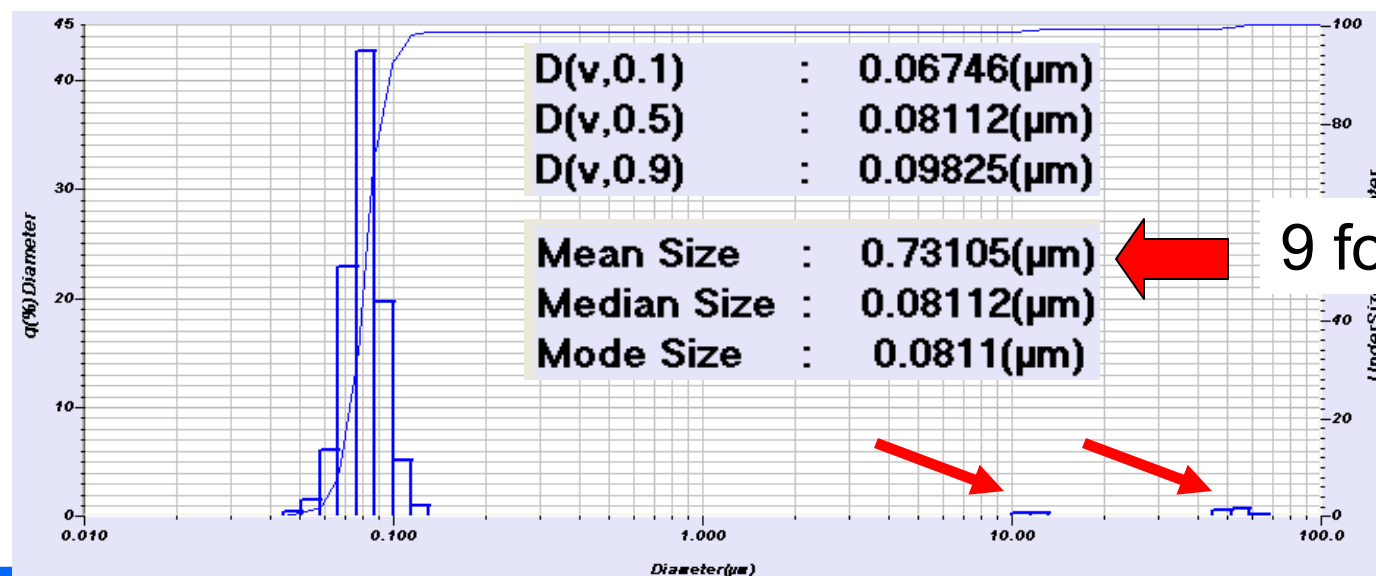 45
40
30
20
10
0
q(%) Diameter
D(v,0.1) : 0.06746(µm)
D(v,0.5) : 0.08112(µm)
D(v,0.9) : 0.09825(µm)
Mean Size : 0.73105(µm)
Median Size : 0.08112(µm)
Mode Size : 0.0811(µm)
9 fo
100
80
40
20
0
0.010 0.100 1.000 10.00 100.0
Diameter(µm)